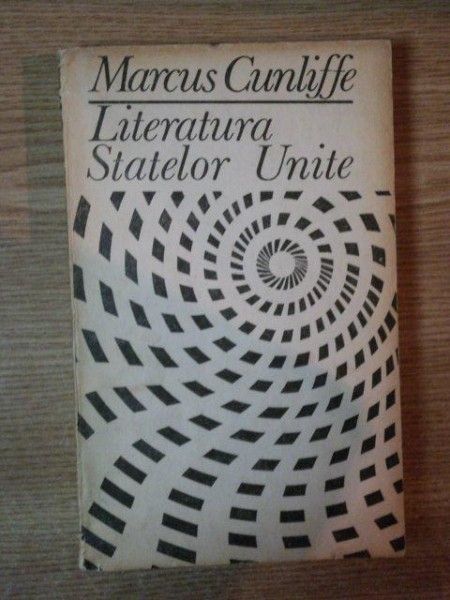 Marcus Cunliffe
Literatura
Statelor Unite